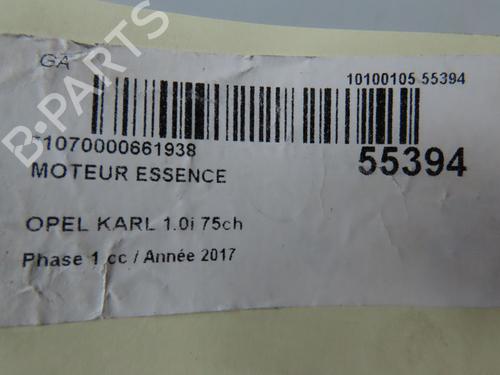 GA
10100105 55394
1070000661938
55394
MOTEUR ESSENCE
OPEL KARL 1.0i 75ch
Phase 1 cc / Année 2017
B-PARTS